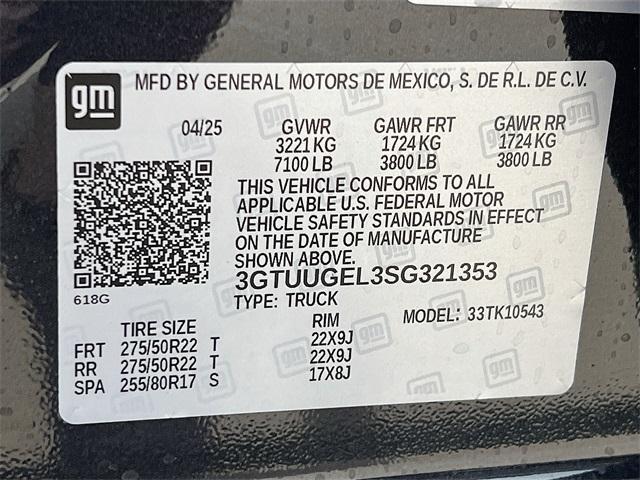 gm
MFD BY GENERAL MOTORS DE MEXICO, S. DE R.L. DE C.V.
04/25 GVWR GAWR FRT GAWR RR
3221 KG 1724 KG 1724 KG
7100 LB 3800 LB 3800 LB
THIS VEHICLE CONFORMS TO ALL
APPLICABLE U.S. FEDERAL MOTOR
VEHICLE SAFETY STANDARDS IN EFFECT
ON THE DATE OF MANUFACTURE
SHOWN ABOVE.
3GTUUGEL3SG321353
618G
TYPE: TRUCK
MODEL: 33TK10543
TIRE SIZE RIM
FRT 275/50R22 T 22X9J
RR 275/50R22 T 22X9J
SPA 255/80R17 S 17X8J